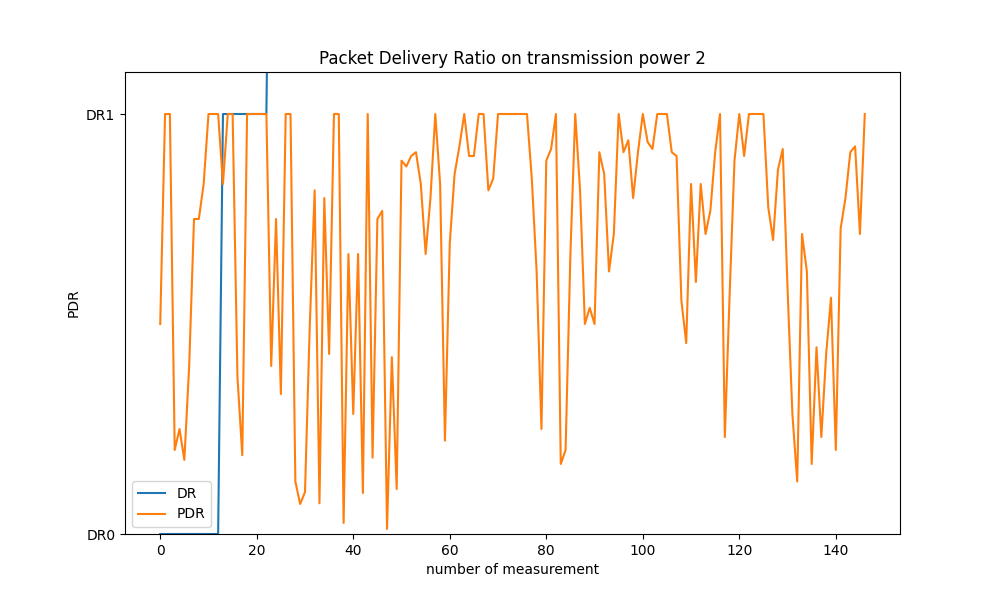 Packet Delivery Ratio on transmission power 2
DR1
PDR
DR
PDR
DR0
0 20 40 60 80 100 120 140
number of measurement